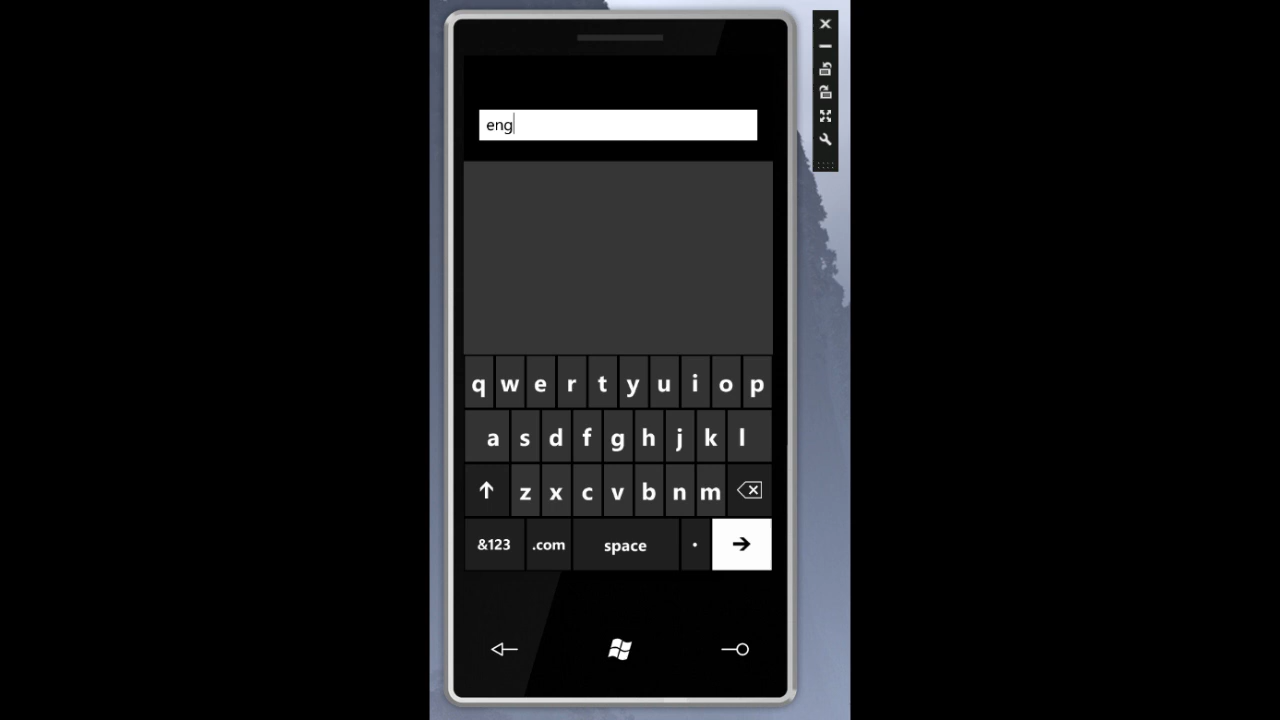 eng
q w e r t y u i o p
a s d f g h j k l
z x c v b n m
&123 .com space .